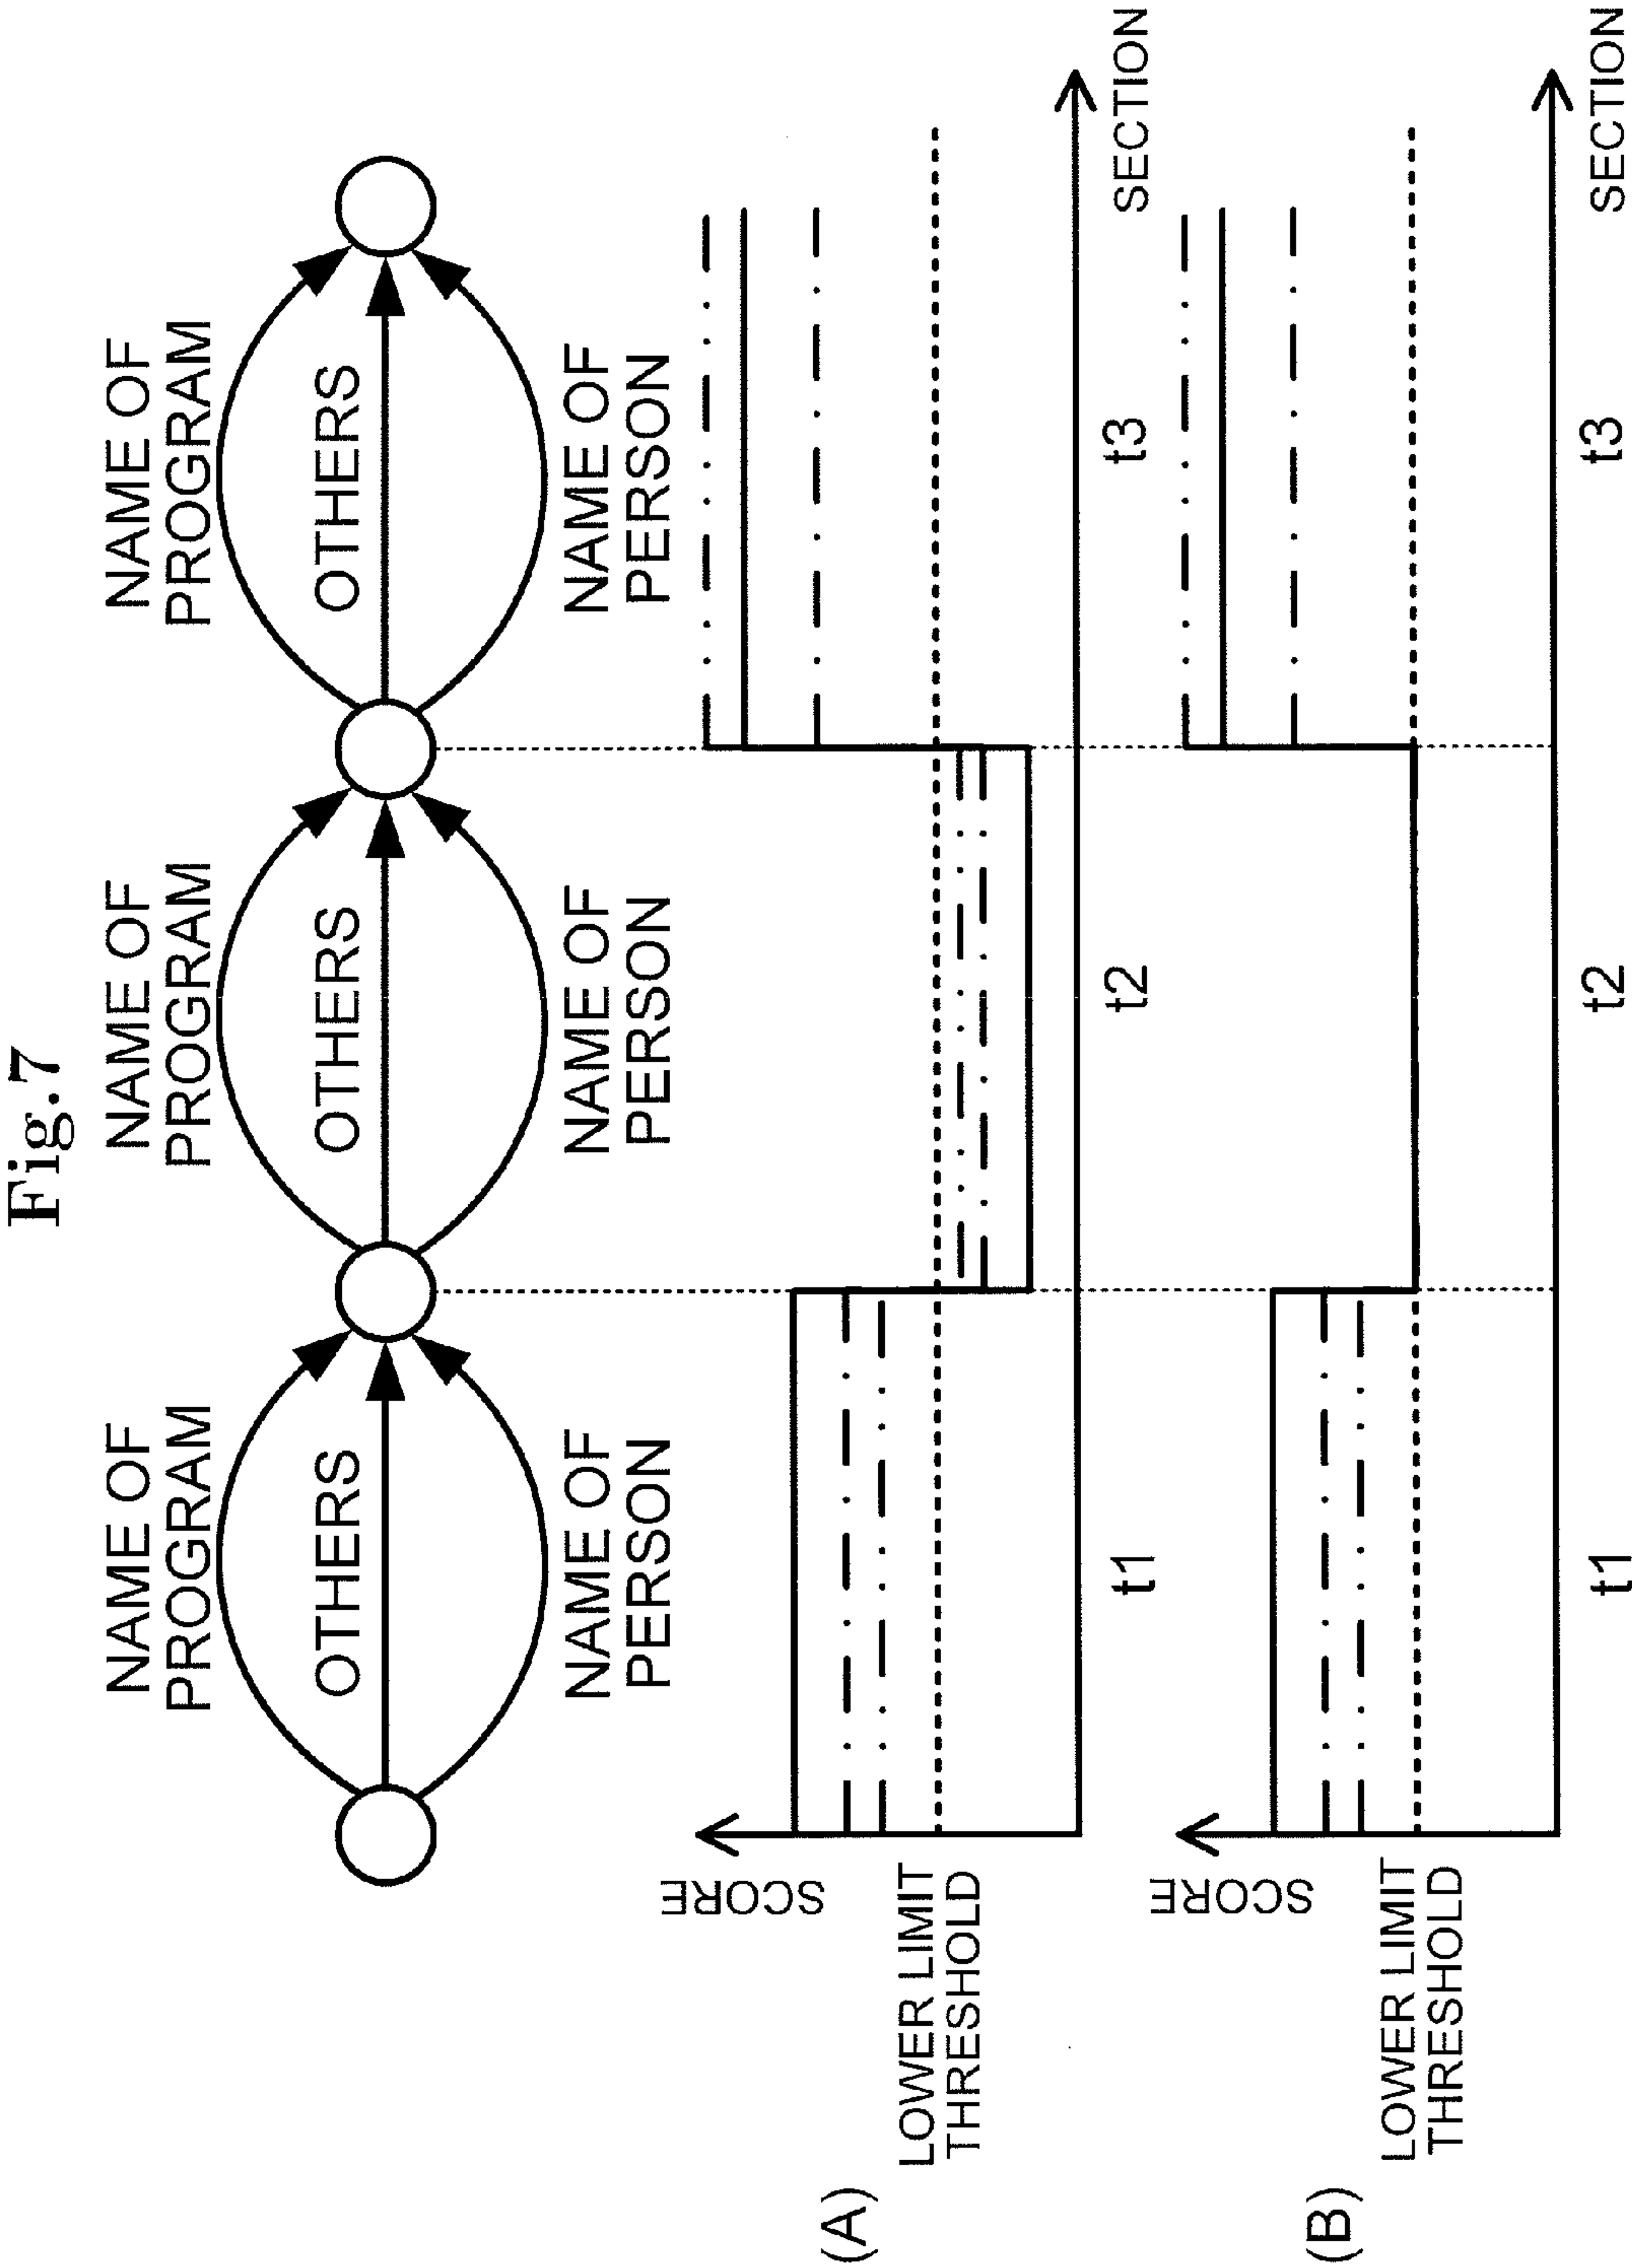 Fig.7
NAME OF
PROGRAM
NAME OF
PROGRAM
NAME OF
PROGRAM
OTHERS
OTHERS
OTHERS
NAME OF
PERSON
NAME OF
PERSON
NAME OF
PERSON
(A)
SCORE
LOWER LIMIT
THRESHOLD
t1
t2
t3
SECTION
(B)
SCORE
LOWER LIMIT
THRESHOLD
t1
t2
t3
SECTION